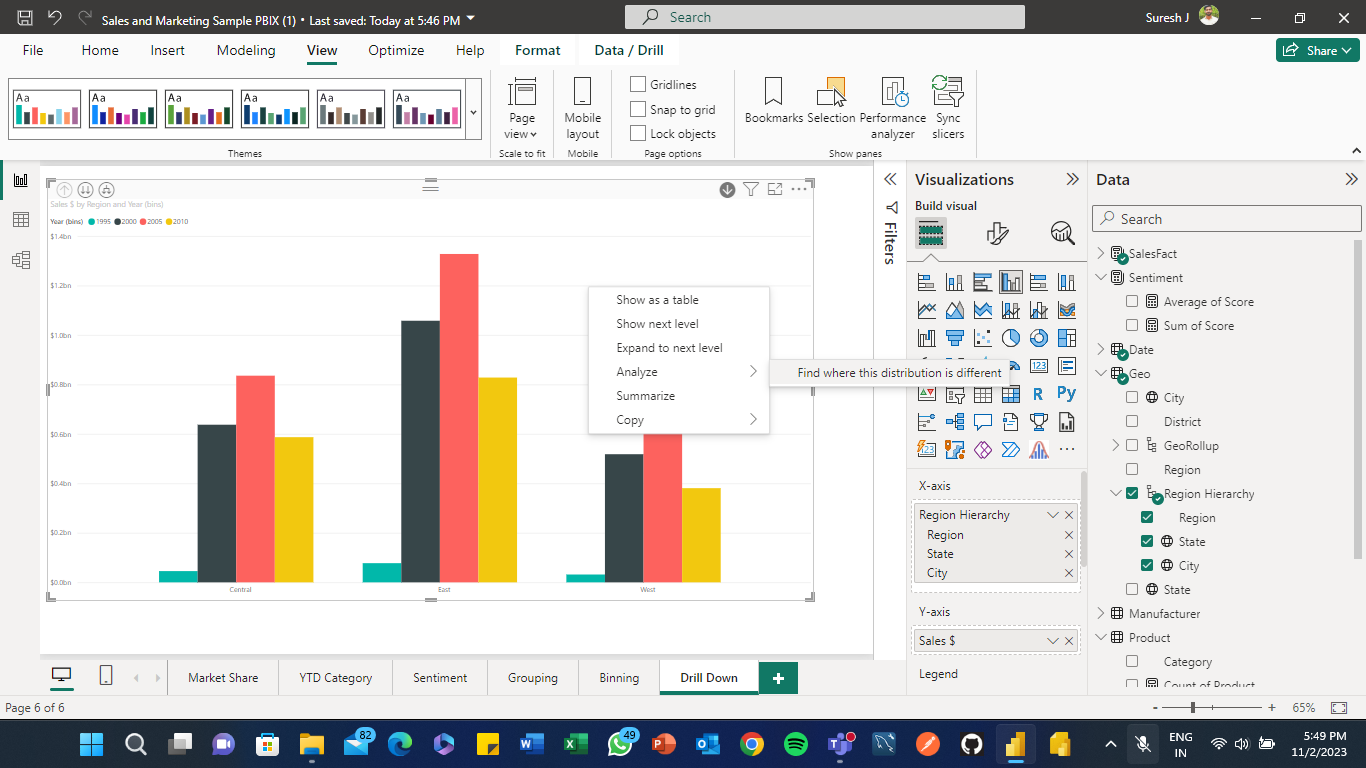 Sales and Marketing Sample PBIX (1) • Last saved: Today at 5:46 PM
Search
Suresh J
File
Home
Insert
Modeling
View
Optimize
Help
Format
Data / Drill
Share
Aa
Aa
Aa
Aa
Aa
Aa
Themes
Page
view
Scale to fit
Mobile
layout
Mobile
Gridlines
Snap to grid
Lock objects
Page options
Bookmarks
Selection
Performance
analyzer
Sync
slicers
Show panes
Sales $ by Region and Year (bins)
Year (bins) 1995 2000 2005 2010
$1.4bn
$1.2bn
$1.0bn
$0.8bn
$0.6bn
$0.4bn
$0.2bn
$0.0bn
Central
East
West
Show as a table
Show next level
Expand to next level
Analyze
Summarize
Copy
Find where this distribution is different
Filters
Visualizations
Build visual
123
R
Py
123
X-axis
Region Hierarchy
Region
State
City
Y-axis
Sales $
Legend
Data
Search
SalesFact
Sentiment
Average of Score
Sum of Score
Date
Geo
City
District
GeoRollup
Region
Region Hierarchy
Region
State
City
State
Manufacturer
Product
Category
Count of Product
Market Share
YTD Category
Sentiment
Grouping
Binning
Drill Down
Page 6 of 6
- + 65%
82
49
ENG
IN
5:49 PM
11/2/2023